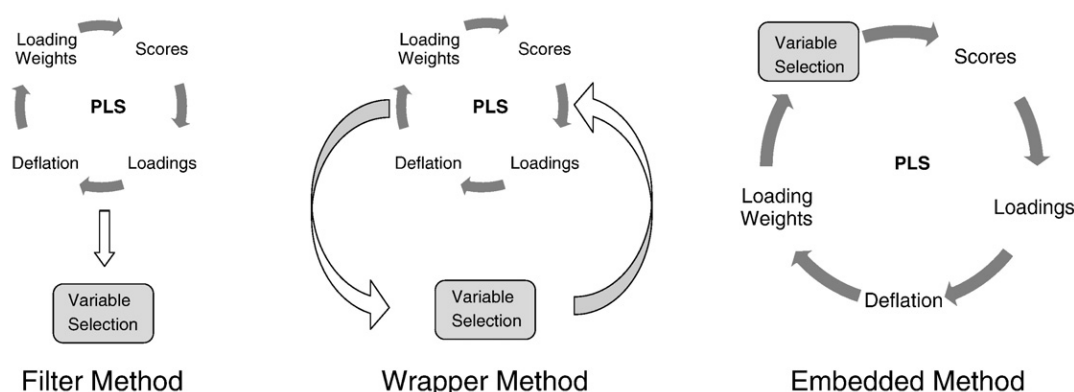 Loading
Weights
Scores
PLS
Deflation
Loadings
Variable
Selection
Filter Method
Loading
Weights
Scores
PLS
Deflation
Loadings
Variable
Selection
Wrapper Method
Variable
Selection
Scores
PLS
Loading
Weights
Loadings
Deflation
Embedded Method